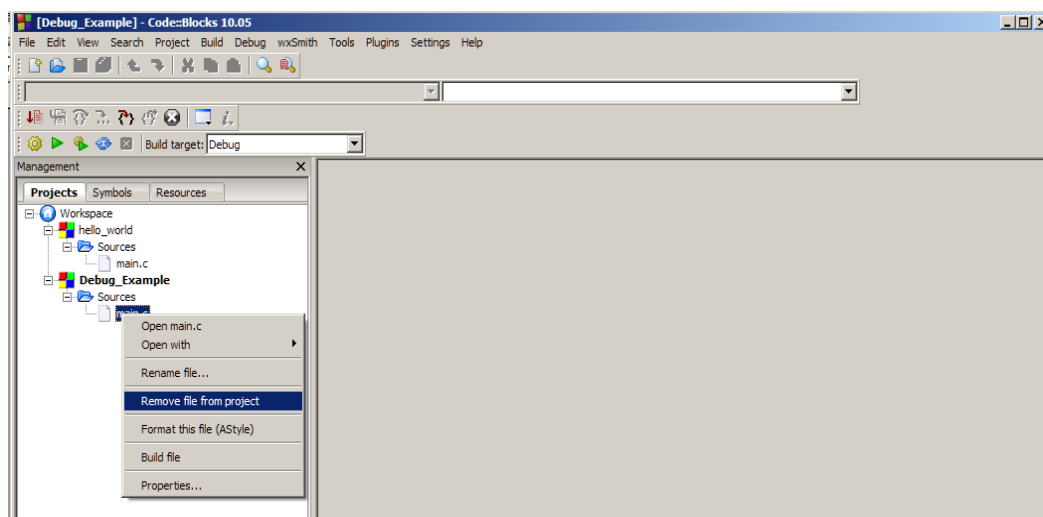 [Debug_Example] - Code::Blocks 10.05
File Edit View Search Project Build Debug wxSmith Tools Plugins Settings Help
Build target: Debug
Management
Projects Symbols Resources
Workspace
hello_world
Sources
main.c
Debug_Example
Sources
main.c
Open main.c
Open with
Rename file...
Remove file from project
Format this file (AStyle)
Build file
Properties...